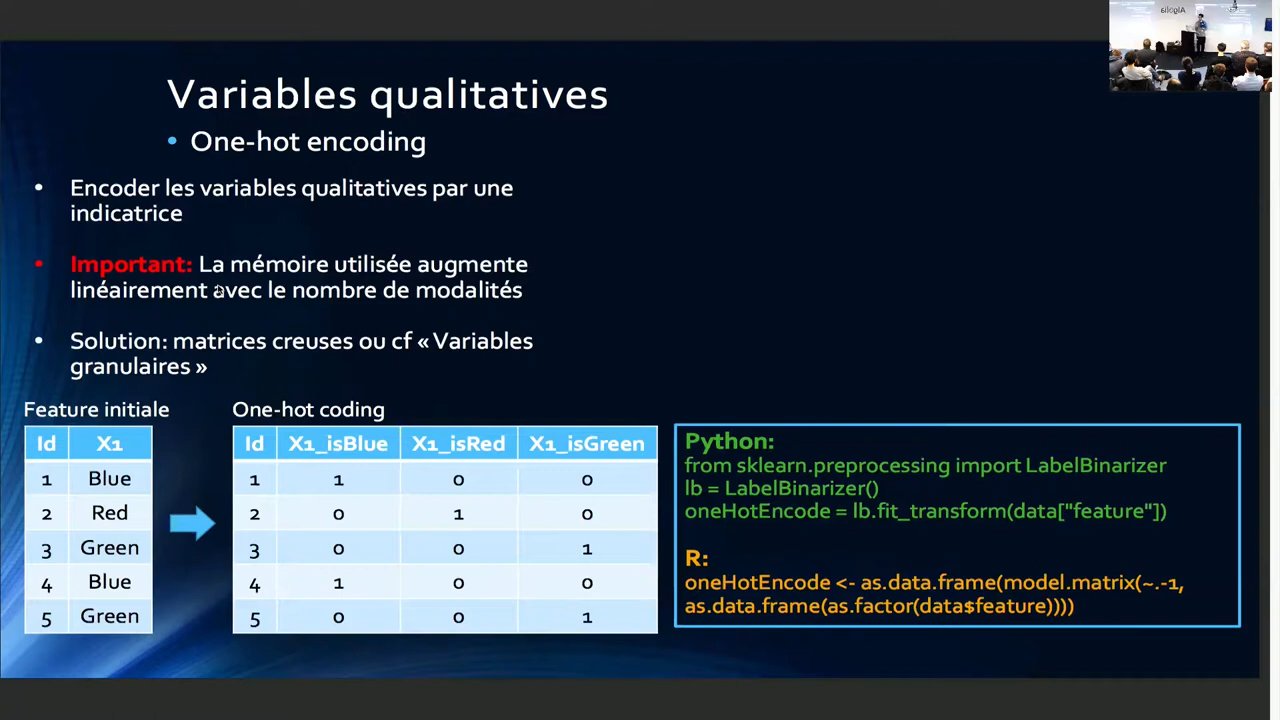 Algolia
Variables qualitatives
• One-hot encoding
• Encoder les variables qualitatives par une
indicatrice
• Important: La mémoire utilisée augmente
linéairement avec le nombre de modalités
• Solution: matrices creuses ou cf « Variables
granulaires »
Feature initiale
Id X1
1 Blue
2 Red
3 Green
4 Blue
5 Green
One-hot coding
Id X1_isBlue X1_isRed X1_isGreen
1 1 0 0
2 0 1 0
3 0 0 1
4 1 0 0
5 0 0 1
Python:
from sklearn.preprocessing import LabelBinarizer
lb = LabelBinarizer()
oneHotEncode = lb.fit_transform(data["feature"])
R:
oneHotEncode <- as.data.frame(model.matrix(~.-1,
as.data.frame(as.factor(data$feature))))